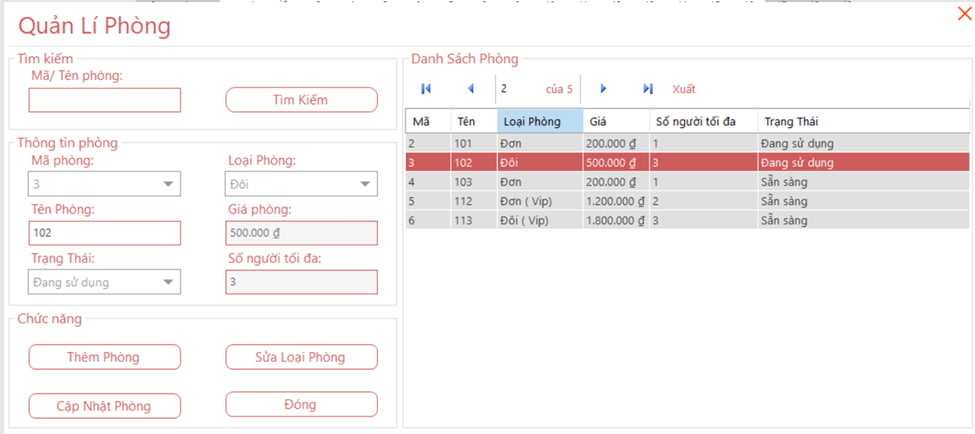 Quản Lí Phòng
Tìm kiếm
Mã/ Tên phòng:
Tìm Kiếm
Thông tin phòng
Mã phòng: Loại Phòng:
3 Đôi
Tên Phòng: Giá phòng:
102 500.000 ₫
Trạng Thái: Số người tối đa:
Đang sử dụng 3
Chức năng
Thêm Phòng Sửa Loại Phòng
Cập Nhật Phòng Đóng
Danh Sách Phòng
2 của 5 Xuất
Mã Tên Loại Phòng Giá Số người tối đa Trạng Thái
2 101 Đơn 200.000 ₫ 1 Đang sử dụng
3 102 Đôi 500.000 ₫ 3 Đang sử dụng
4 103 Đơn 200.000 ₫ 1 Sẵn sàng
5 112 Đơn ( Vip) 1.200.000 ₫ 2 Sẵn sàng
6 113 Đôi ( Vip) 1.800.000 ₫ 3 Sẵn sàng